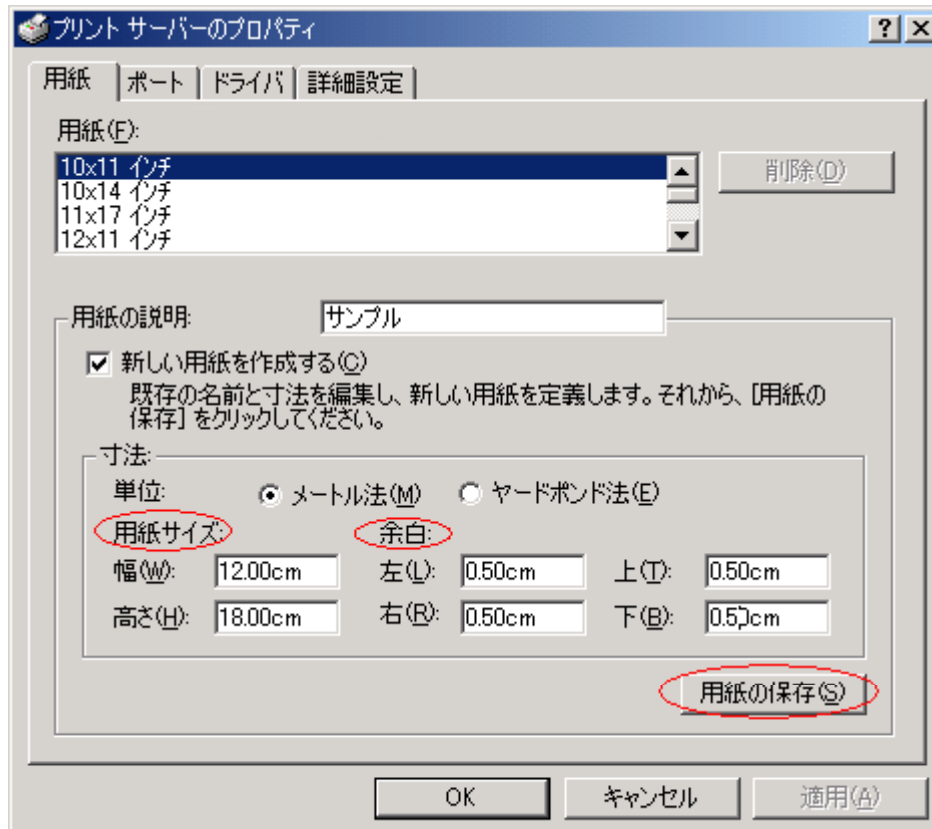 プリント サーバーのプロパティ
用紙 ポート ドライバ 詳細設定
用紙(F):
10x11 インチ
10x14 インチ
11x17 インチ
12x11 インチ
削除(D)
用紙の説明: サンプル
新しい用紙を作成する(C)
既存の名前と寸法を編集し、新しい用紙を定義します。それから、[用紙の
保存] をクリックしてください。
寸法:
単位: メートル法(M) ヤードポンド法(E)
用紙サイズ: 余白:
幅(W): 12.00cm 左(L): 0.50cm 上(T): 0.50cm
高さ(H): 18.00cm 右(R): 0.50cm 下(B): 0.50cm
用紙の保存(S)
OK キャンセル 適用(A)